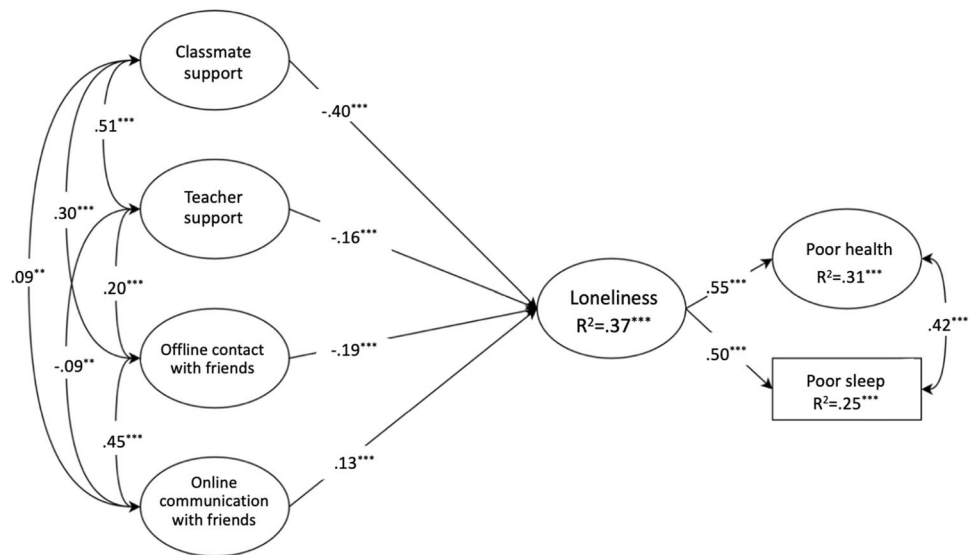 Classmate
support
-.40***
.51***
Teacher
support
.30***
-.16***
Poor health
R²=.31***
.09**
.20***
Loneliness
R²=.37***
.55***
.42***
Offline contact
with friends
-.19***
-.09**
.50***
Poor sleep
R²=.25***
.45***
.13***
Online
communication
with friends